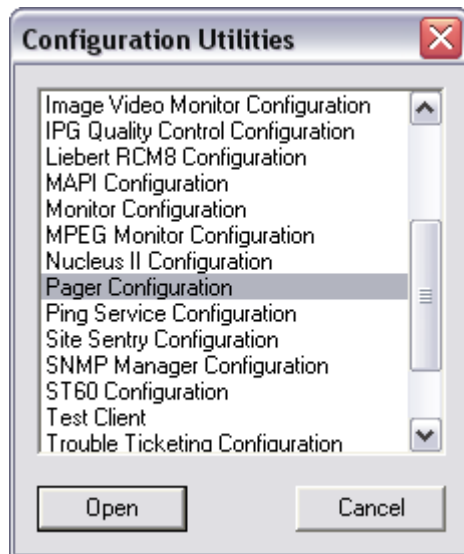 Configuration Utilities
Image Video Monitor Configuration
IPG Quality Control Configuration
Liebert RCM8 Configuration
MAPI Configuration
Monitor Configuration
MPEG Monitor Configuration
Nucleus II Configuration
Pager Configuration
Ping Service Configuration
Site Sentry Configuration
SNMP Manager Configuration
ST60 Configuration
Test Client
Trouble Ticketing Configuration
Open Cancel